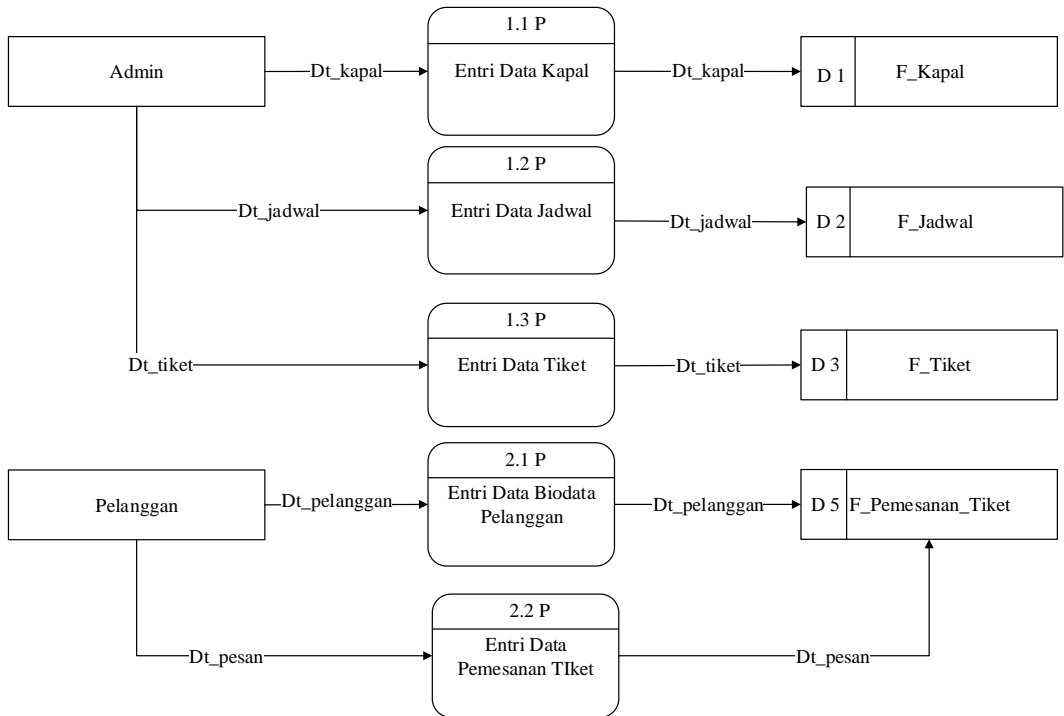 1.1 P
Admin
Dt_kapal
Entri Data Kapal
Dt_kapal
D 1
F_Kapal
1.2 P
Dt_jadwal
Entri Data Jadwal
Dt_jadwal
D 2
F_Jadwal
1.3 P
Dt_tiket
Entri Data Tiket
Dt_tiket
D 3
F_Tiket
2.1 P
Pelanggan
Dt_pelanggan
Entri Data Biodata
Pelanggan
Dt_pelanggan
D 5
F_Pemesanan_Tiket
2.2 P
Dt_pesan
Entri Data
Pemesanan TIket
Dt_pesan